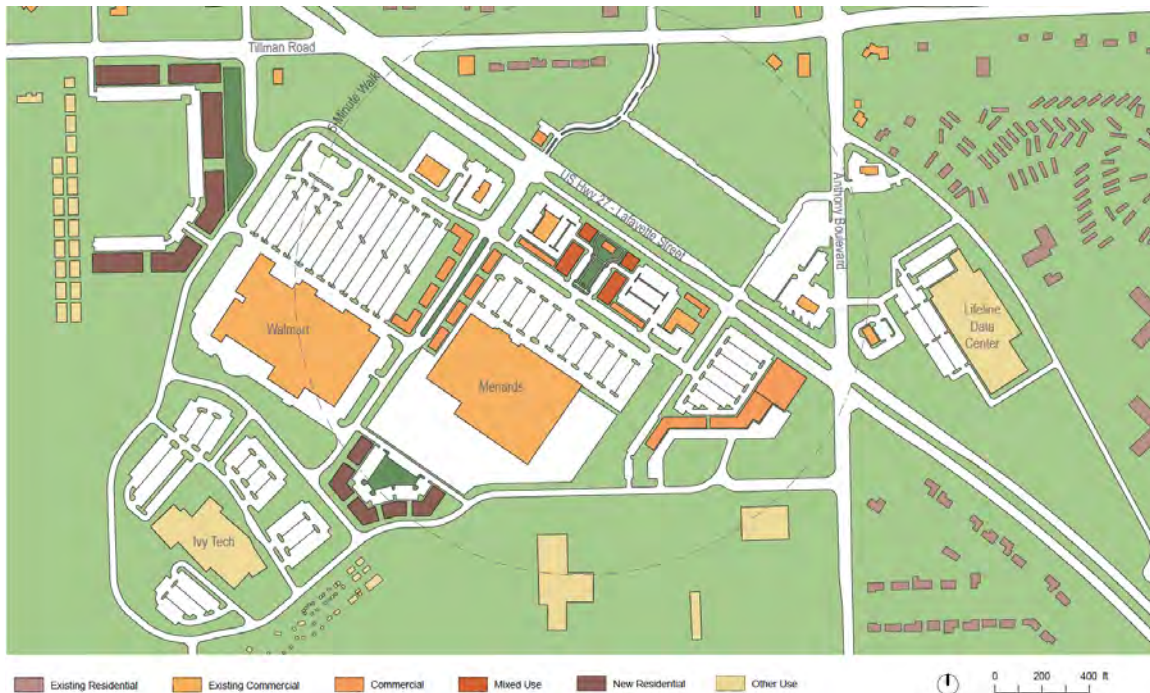 Tillman Road
5-Minute Walk
US Hwy 27 - Lafayette Street
Anthony Boulevard
Walmart
Menards
Lifeline
Data
Center
Ivy Tech
Existing Residential
Existing Commercial
Commercial
Mixed Use
New Residential
Other Use
0 200 400 ft